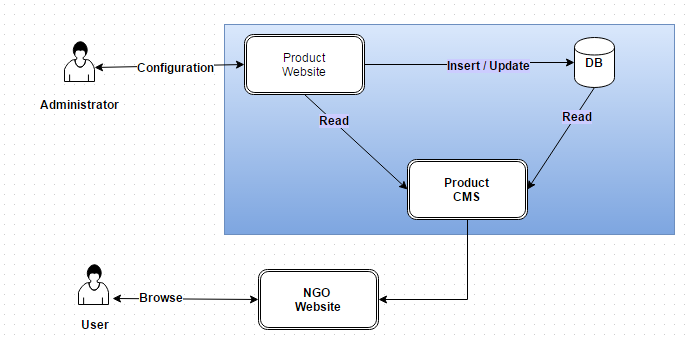 Product
Website
Configuration
Insert / Update
DB
Administrator
Read
Read
Product
CMS
NGO
Website
Browse
User